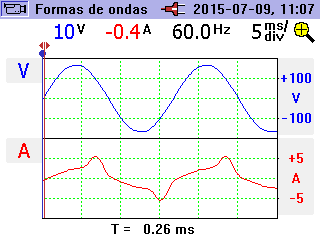 Formas de ondas 2015-07-09, 11:07
10V -0.4A 60.0Hz 5ms/div
V
+100
V
-100
A
+5
A
-5
T = 0.26 ms